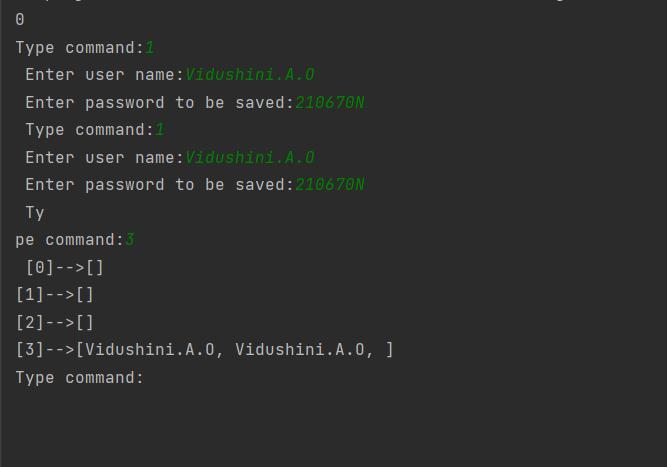 0
Type command:1
Enter user name:Vidushini.A.O
Enter password to be saved:210670N
Type command:1
Enter user name:Vidushini.A.O
Enter password to be saved:210670N
Ty
pe command:3
[0]-->[]
[1]-->[]
[2]-->[]
[3]-->[Vidushini.A.O, Vidushini.A.O, ]
Type command: